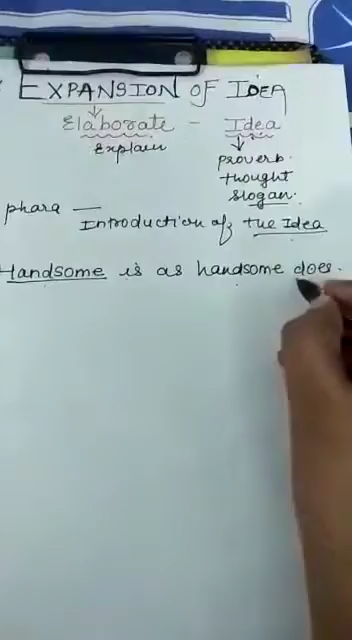 EXPANSION OF IDEA
Elaborate - Idea
Explain
proverb.
thought
slogan.
phara —
Introduction of the Idea
Handsome is as handsome does.